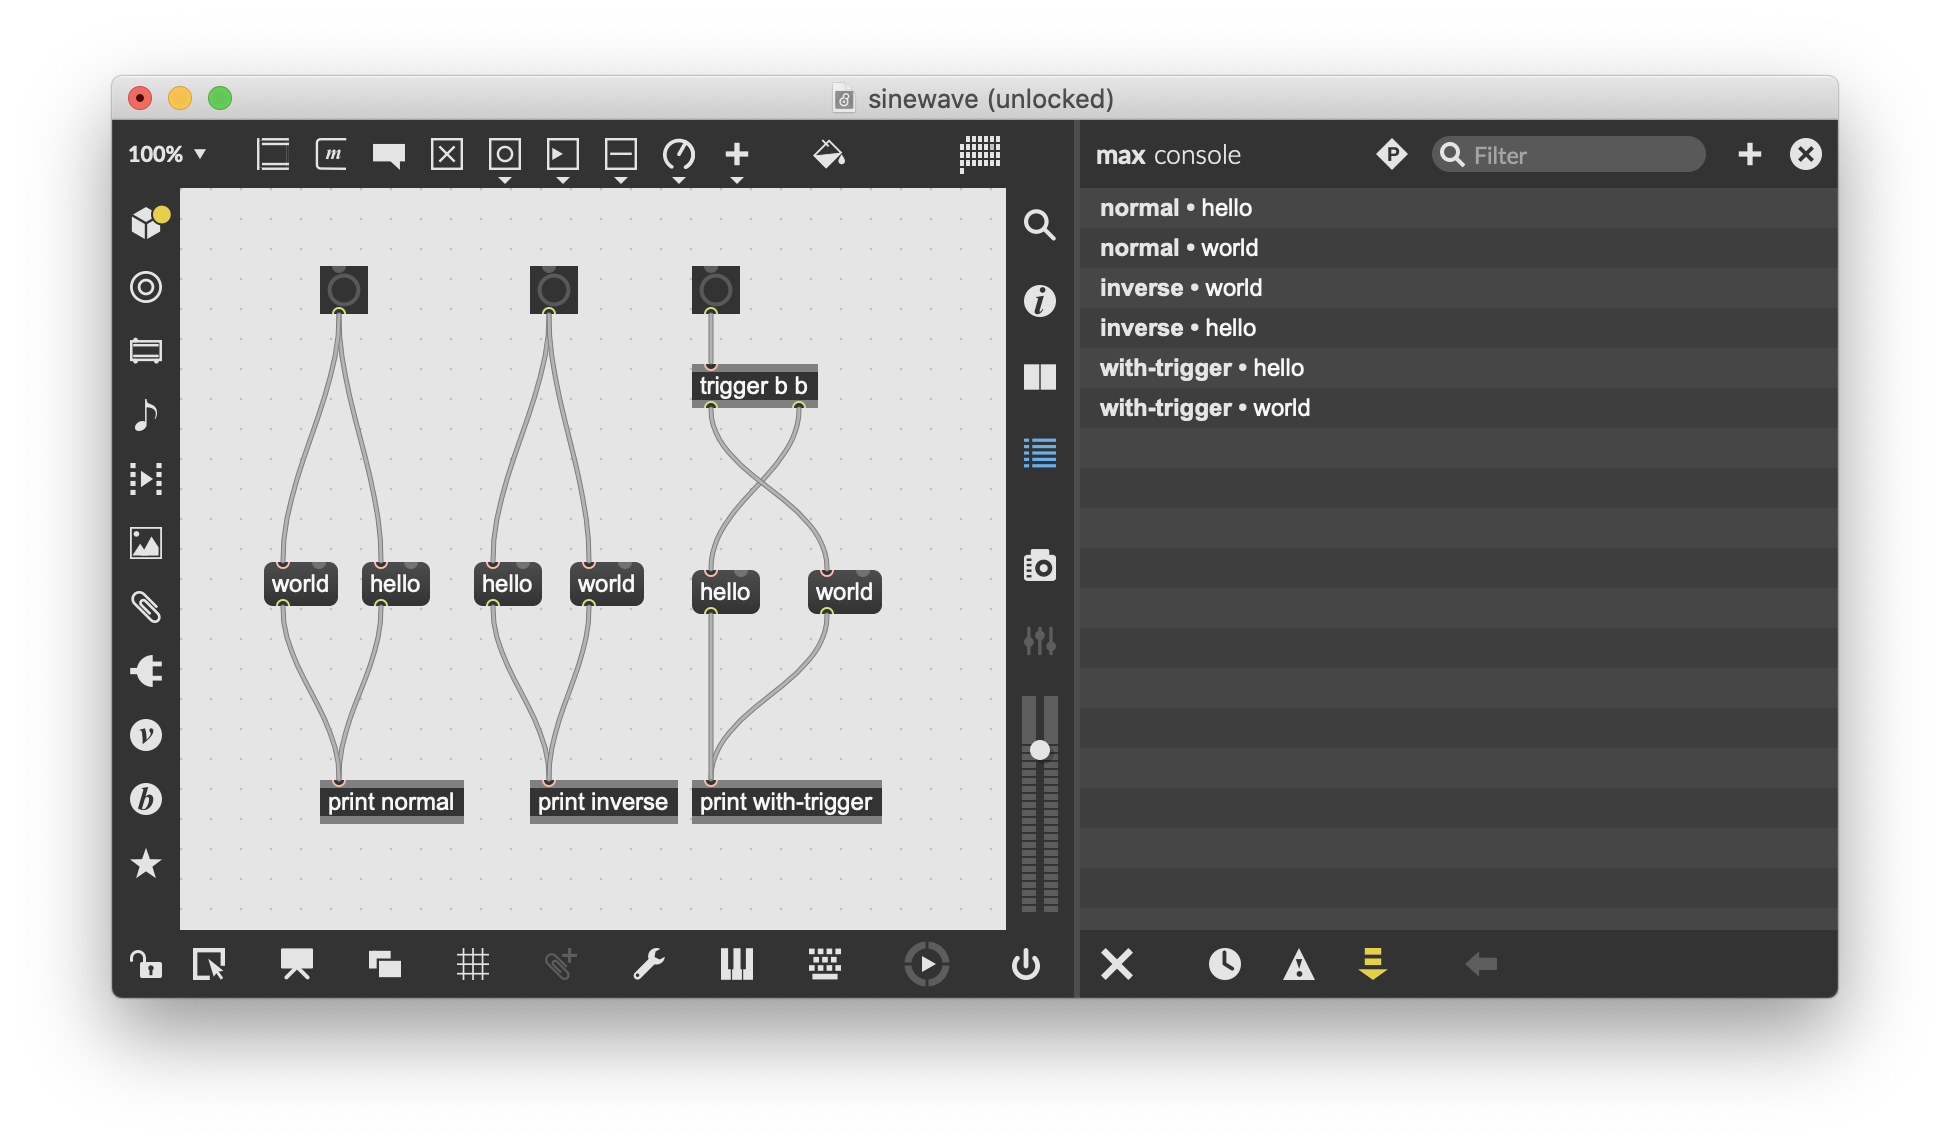 sinewave (unlocked)
100%
m
max console
P
Filter
normal • hello
normal • world
inverse • world
inverse • hello
with-trigger • hello
with-trigger • world
trigger b b
world
hello
hello
world
hello
world
print normal
print inverse
print with-trigger
i
v
b